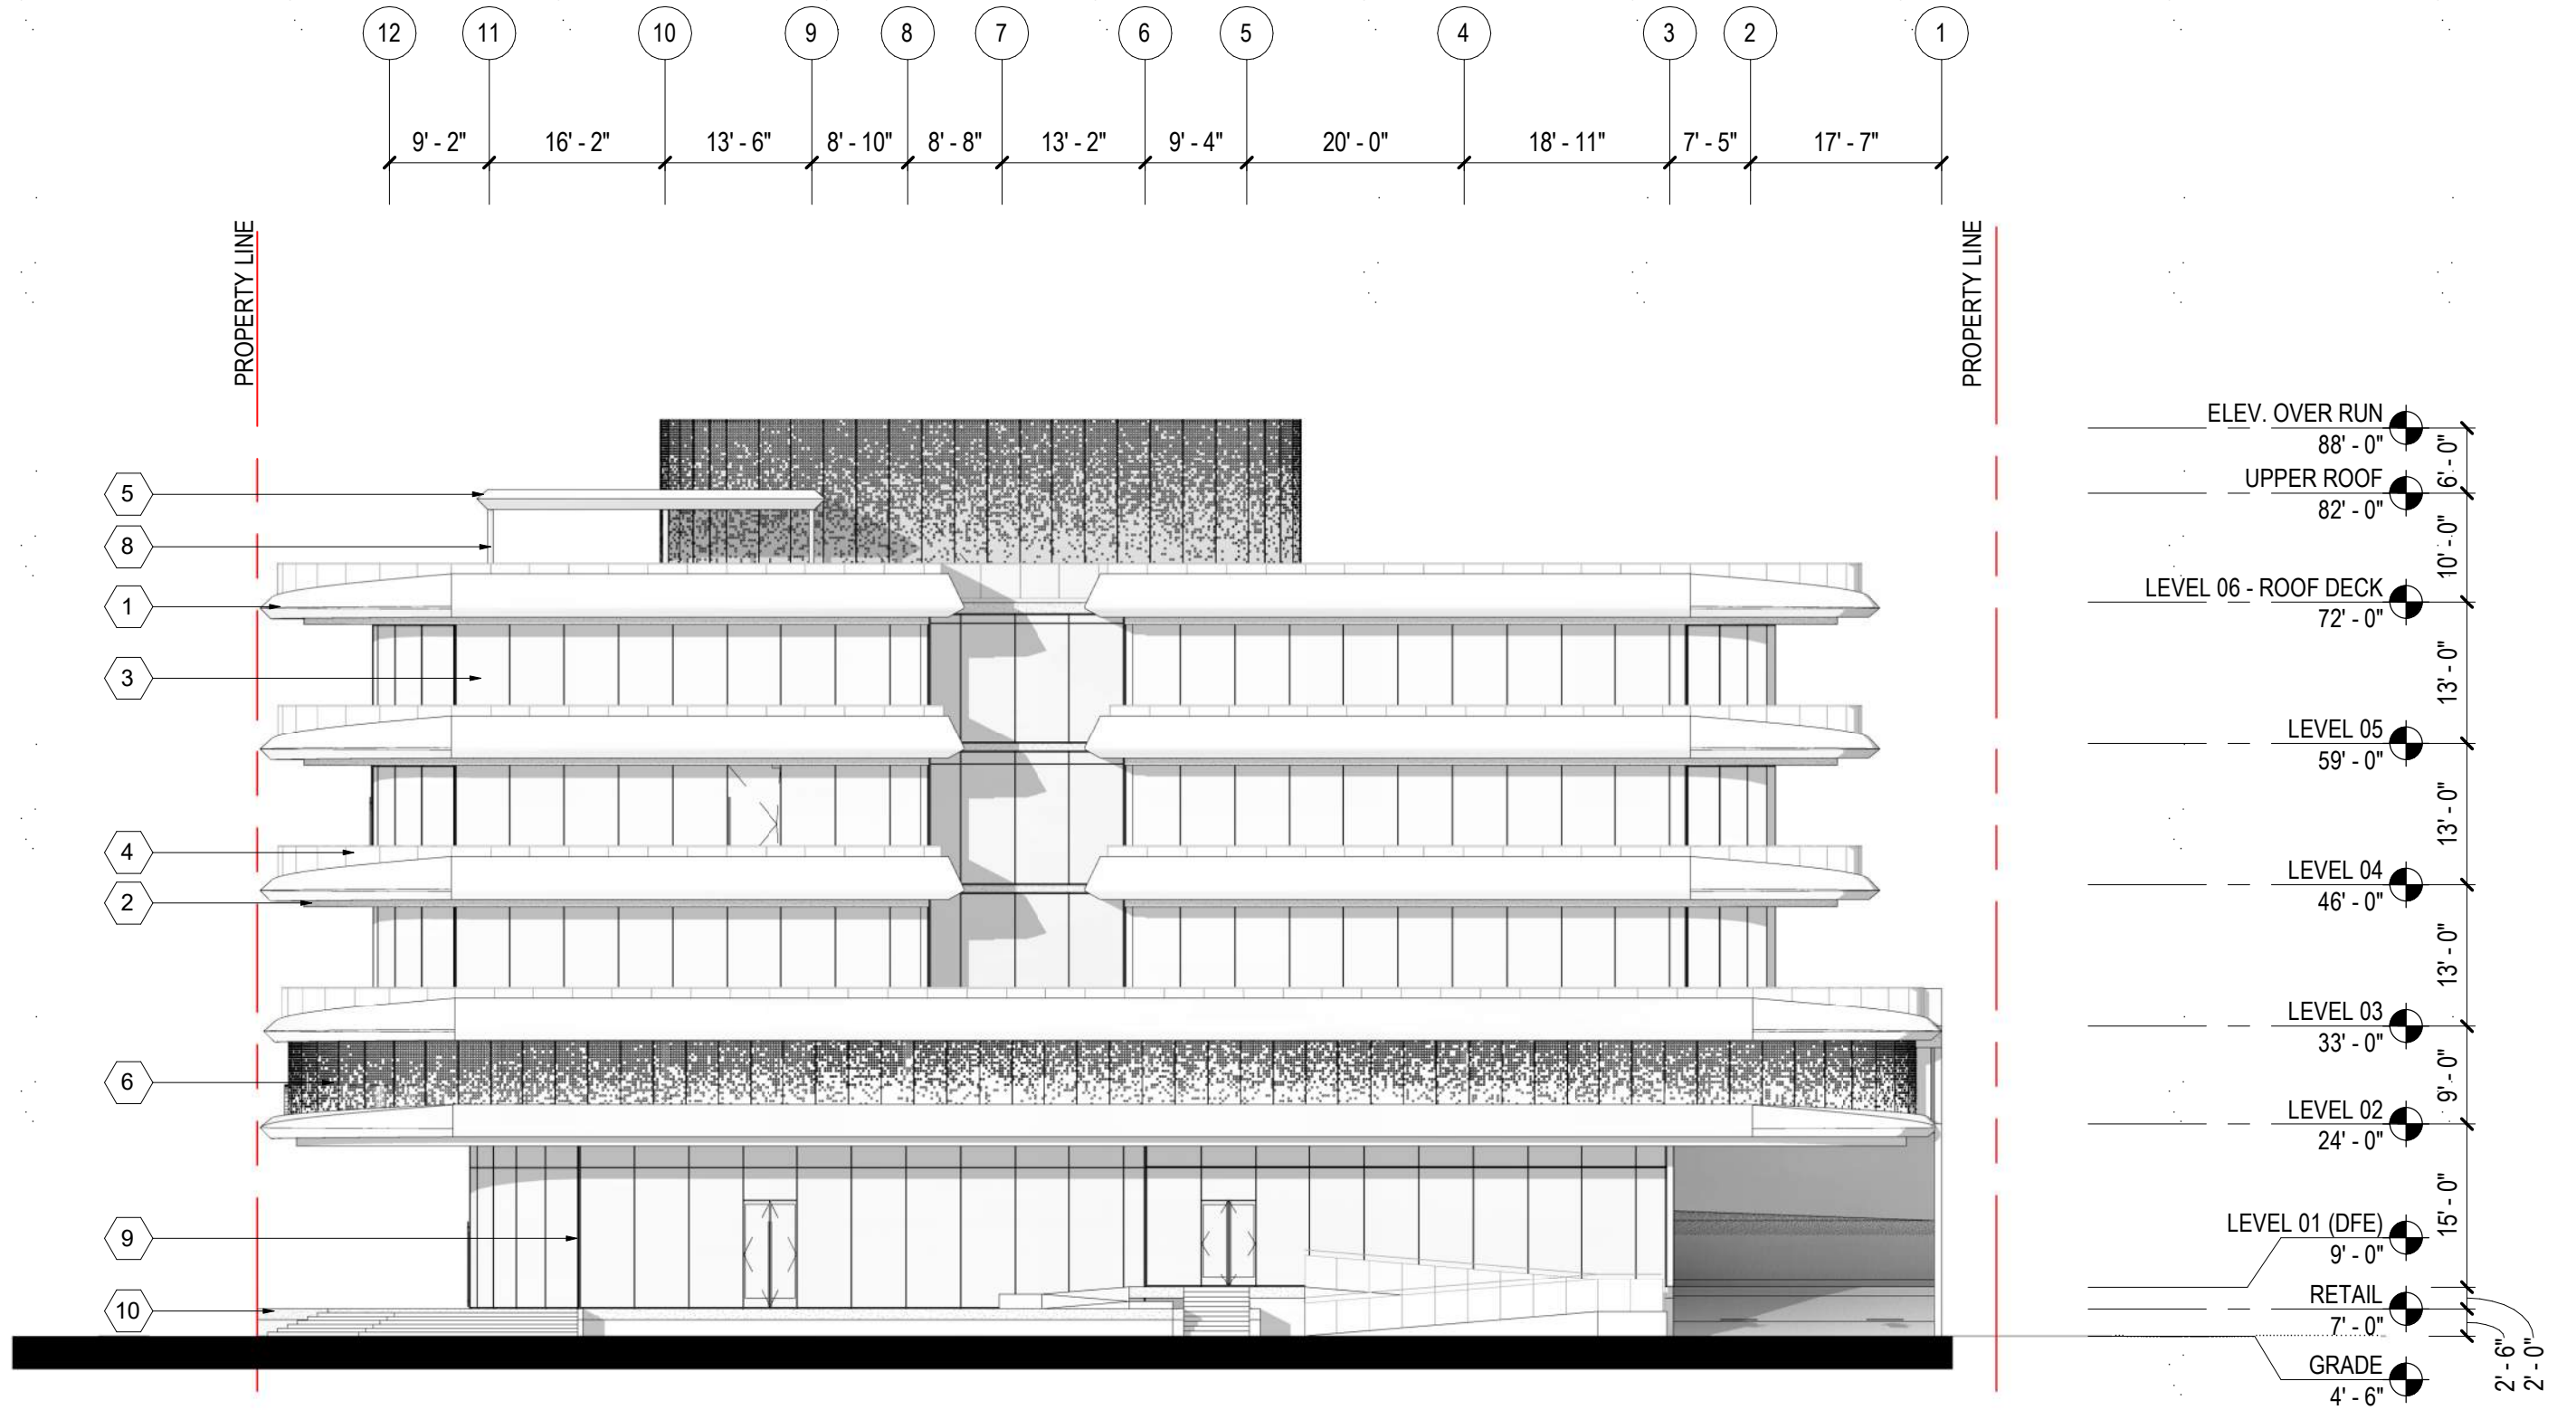 12 11 10 9 8 7 6 5 4 3 2 1
9' - 2" 16' - 2" 13' - 6" 8' - 10" 8' - 8" 13' - 2" 9' - 4" 20' - 0" 18' - 11" 7' - 5" 17' - 7"
PROPERTY LINE
PROPERTY LINE
5
8
1
3
4
2
6
9
10
ELEV. OVER RUN
88' - 0"
6' - 0"
UPPER ROOF
82' - 0"
10' - 0"
LEVEL 06 - ROOF DECK
72' - 0"
13' - 0"
LEVEL 05
59' - 0"
13' - 0"
LEVEL 04
46' - 0"
13' - 0"
LEVEL 03
33' - 0"
9' - 0"
LEVEL 02
24' - 0"
15' - 0"
LEVEL 01 (DFE)
9' - 0"
RETAIL
7' - 0"
2' - 6"
2' - 0"
GRADE
4' - 6"